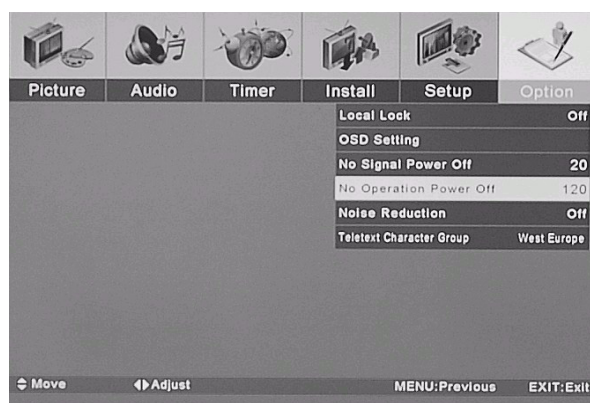 Picture Audio Timer Install Setup Option
Local Lock Off
OSD Setting
No Signal Power Off 20
No Operation Power Off 120
Noise Reduction Off
Teletext Character Group West Europe
Move Adjust MENU:Previous EXIT:Exit